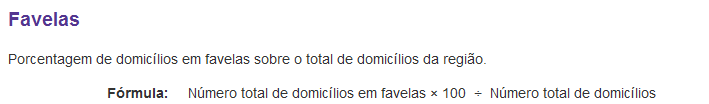 Favelas
Porcentagem de domicílios em favelas sobre o total de domicílios da região.
Fórmula: Número total de domicílios em favelas × 100 ÷ Número total de domicílios